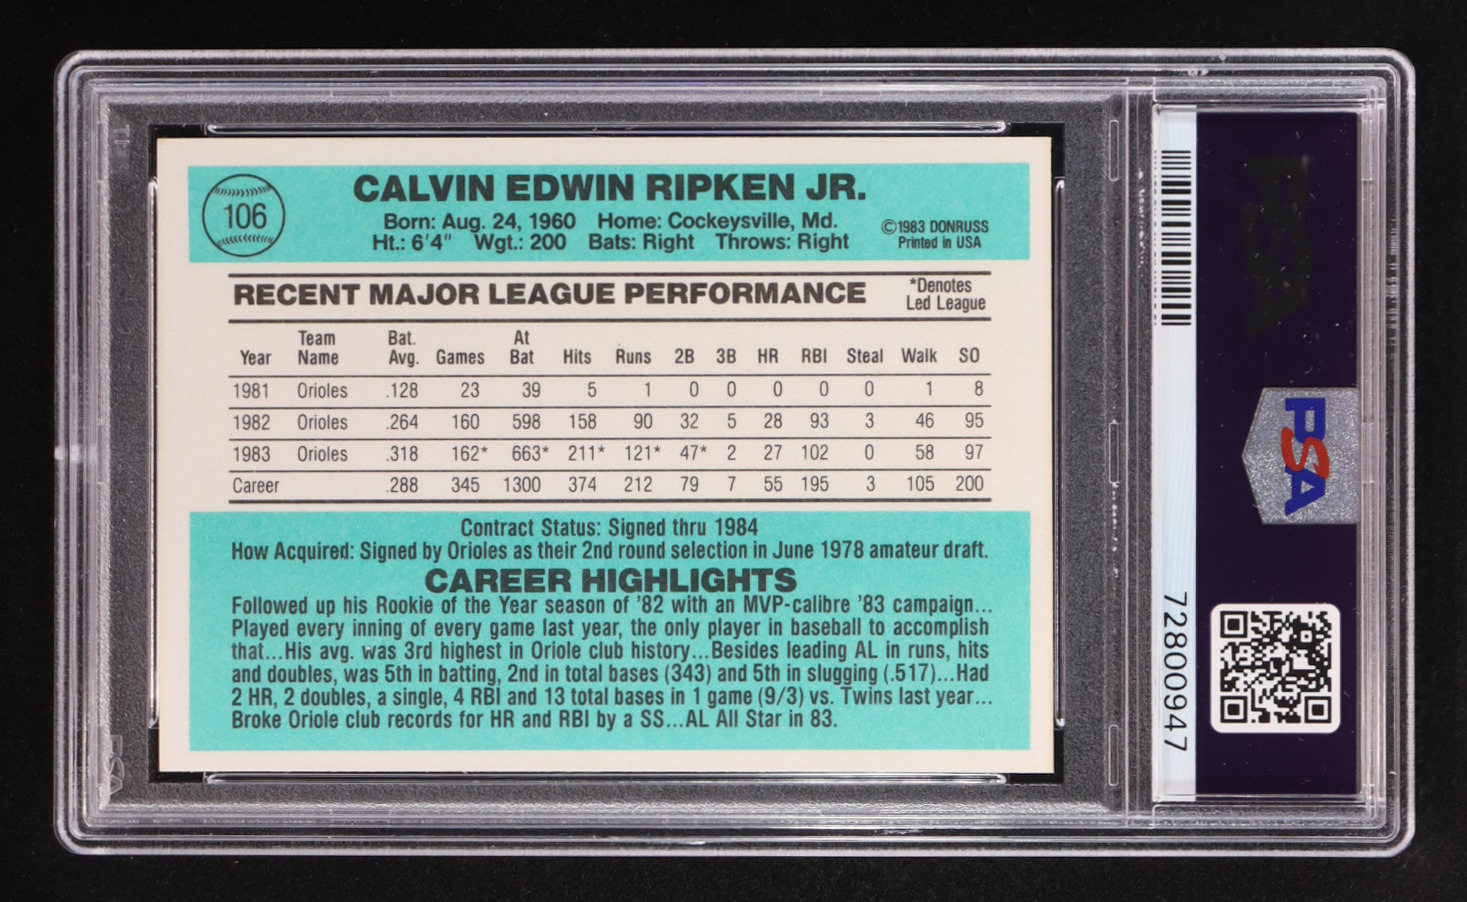 106
CALVIN EDWIN RIPKEN JR.
Born: Aug. 24, 1960 Home: Cockeysville, Md.
Ht.: 6'4" Wgt.: 200 Bats: Right Throws: Right
©1983 DONRUSS
Printed in USA
RECENT MAJOR LEAGUE PERFORMANCE
*Denotes
Led League
Year Team Name Bat. Avg. Games At Bat Hits Runs 2B 3B HR RBI Steal Walk SO
1981 Orioles .128 23 39 5 1 0 0 0 0 0 1 8
1982 Orioles .264 160 598 158 90 32 5 28 93 3 46 95
1983 Orioles .318 162* 663* 211* 121* 47* 2 27 102 0 58 97
Career .288 345 1300 374 212 79 7 55 195 3 105 200
Contract Status: Signed thru 1984
How Acquired: Signed by Orioles as their 2nd round selection in June 1978 amateur draft.
CAREER HIGHLIGHTS
Followed up his Rookie of the Year season of '82 with an MVP-calibre '83 campaign...
Played every inning of every game last year, the only player in baseball to accomplish
that...His avg. was 3rd highest in Oriole club history...Besides leading AL in runs, hits
and doubles, was 5th in batting, 2nd in total bases (343) and 5th in slugging (.517)...Had
2 HR, 2 doubles, a single, 4 RBI and 13 total bases in 1 game (9/3) vs. Twins last year...
Broke Oriole club records for HR and RBI by a SS...AL All Star in 83.
PSA
PSA
72800947
PSA